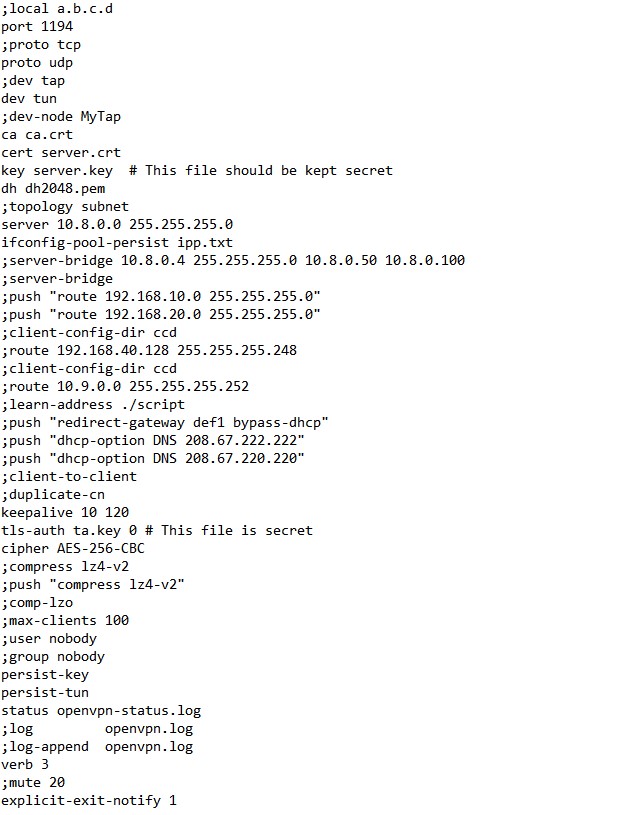 ;local a.b.c.d
port 1194
;proto tcp
proto udp
;dev tap
dev tun
;dev-node MyTap
ca ca.crt
cert server.crt
key server.key  # This file should be kept secret
dh dh2048.pem
;topology subnet
server 10.8.0.0 255.255.255.0
ifconfig-pool-persist ipp.txt
;server-bridge 10.8.0.4 255.255.255.0 10.8.0.50 10.8.0.100
;server-bridge
;push "route 192.168.10.0 255.255.255.0"
;push "route 192.168.20.0 255.255.255.0"
;client-config-dir ccd
;route 192.168.40.128 255.255.255.248
;client-config-dir ccd
;route 10.9.0.0 255.255.255.252
;learn-address ./script
;push "redirect-gateway def1 bypass-dhcp"
;push "dhcp-option DNS 208.67.222.222"
;push "dhcp-option DNS 208.67.220.220"
;client-to-client
;duplicate-cn
keepalive 10 120
tls-auth ta.key 0 # This file is secret
cipher AES-256-CBC
;compress lz4-v2
;push "compress lz4-v2"
;comp-lzo
;max-clients 100
;user nobody
;group nobody
persist-key
persist-tun
status openvpn-status.log
;log         openvpn.log
;log-append  openvpn.log
verb 3
;mute 20
explicit-exit-notify 1